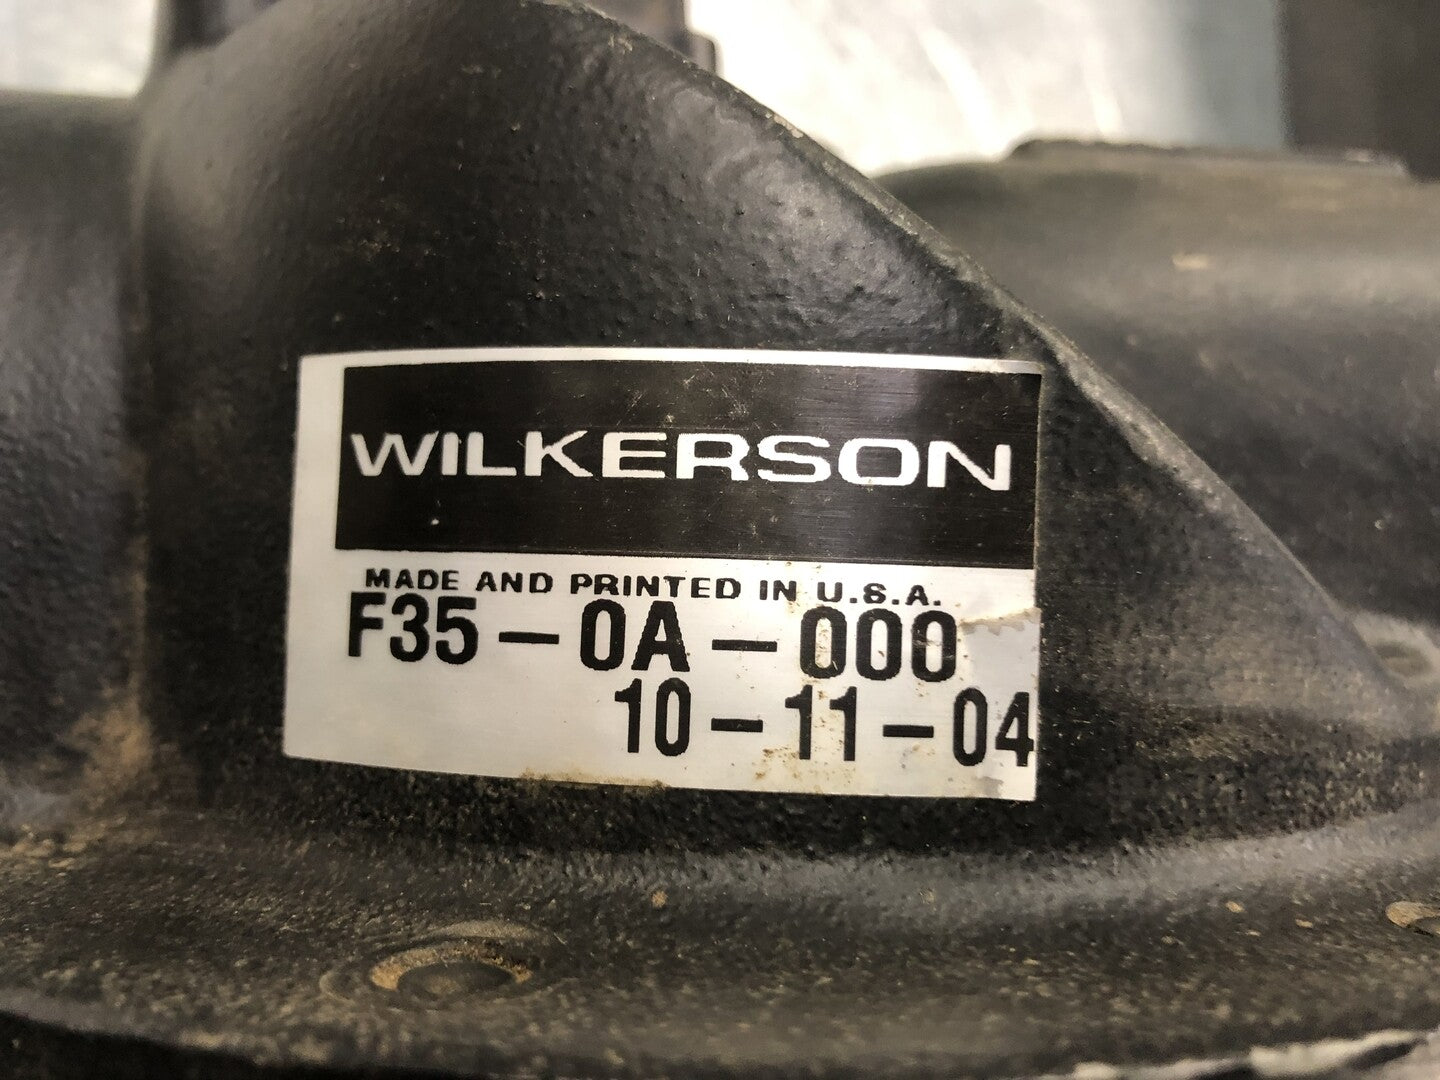 WILKERSON
MADE AND PRINTED IN U.S.A.
F35-0A-000
10-11-04